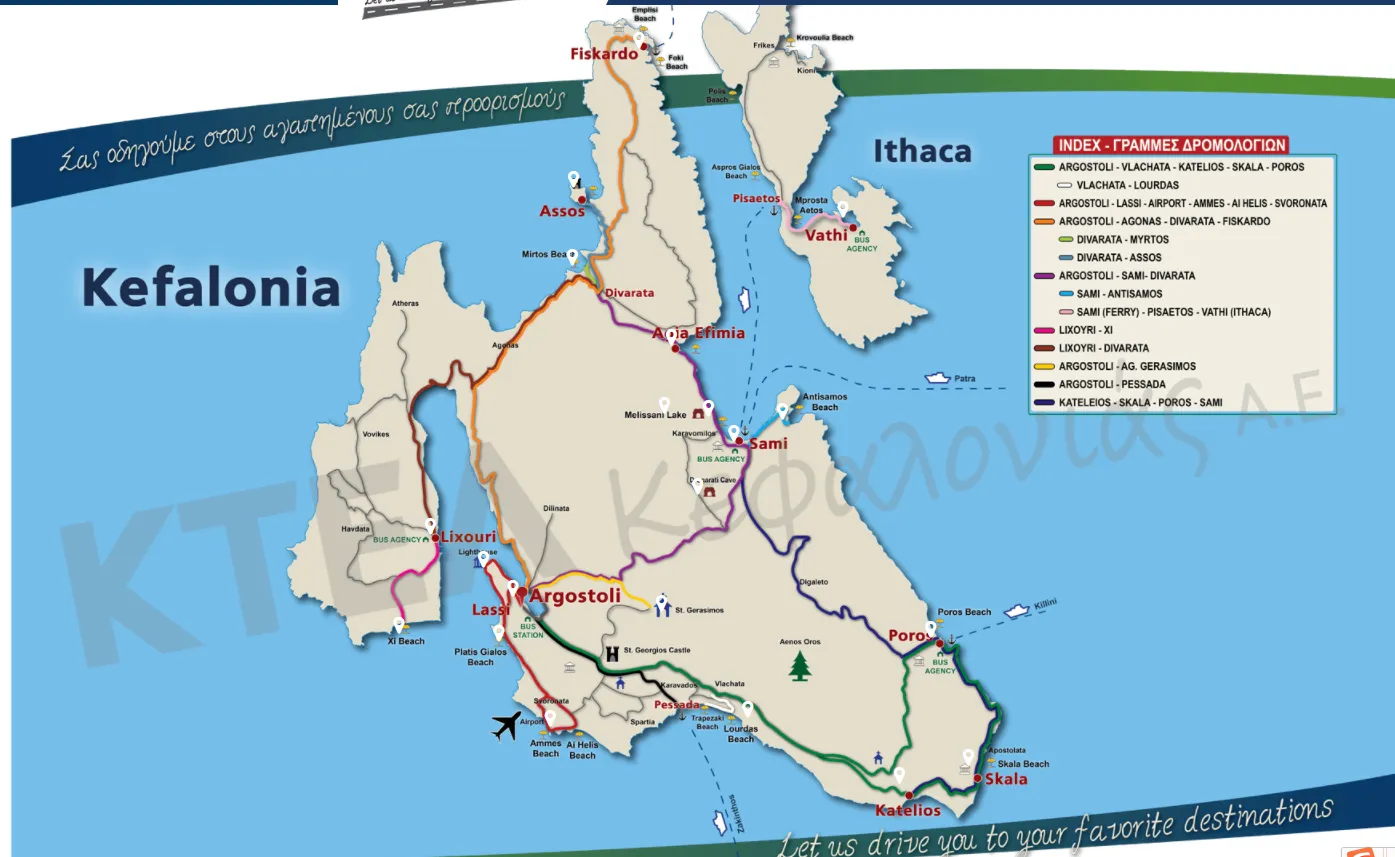 Emplisi
Beach
Fiskardo
Foki
Beach
Frikes
Krovoulia Beach
Kioni
Polis
Beach
Σας οδηγούμε στους αγαπημένους σας προορισμούς
Ithaca
INDEX - ΓΡΑΜΜΕΣ ΔΡΟΜΟΛΟΓΙΩΝ
ARGOSTOLI - VLACHATA - KATELIOS - SKALA - POROS
VLACHATA - LOURDAS
ARGOSTOLI - LASSI - AIRPORT - AMMES - AI HELIS - SVORONATA
ARGOSTOLI - AGONAS - DIVARATA - FISKARDO
DIVARATA - MYRTOS
DIVARATA - ASSOS
ARGOSTOLI - SAMI- DIVARATA
SAMI - ANTISAMOS
SAMI (FERRY) - PISAETOS - VATHI (ITHACA)
LIXOYRI - XI
LIXOYRI - DIVARATA
ARGOSTOLI - AG. GERASIMOS
ARGOSTOLI - PESSADA
KATELEIOS - SKALA - POROS - SAMI
Aspros Gialos
Beach
Pisaetos
Mprosta
Aetos
Vathi
BUS
AGENCY
Assos
Mirtos Bea
Kefalonia
Divarata
Atheras
Agonas
Efimia
Patra
Antisamos
Beach
Melissani Lake
Karavomilos
Sami
BUS AGENCY
Vovikes
Cave
Havdata
BUS AGENCY
Lixouri
Dilinata
Lighthouse
ΚΤΕΛ Κεφαλονιάς Α.Ε.
Digaleto
Argostoli
Lassi
BUS
STATION
St. Gerasimos
Xi Beach
Platis Gialos
Beach
St. Georgios Castle
Aenos Oros
Poros Beach
Killini
Poros
BUS
AGENCY
Karavados
Vlachata
Pessada
Svoronata
Airport
Spartia
Trapezaki
Beach
Lourdas
Beach
Ammes
Beach
Ai Helis
Beach
Apostolata
Skala Beach
Skala
Katelios
Zakinthos
Let us drive you to your favorite destinations